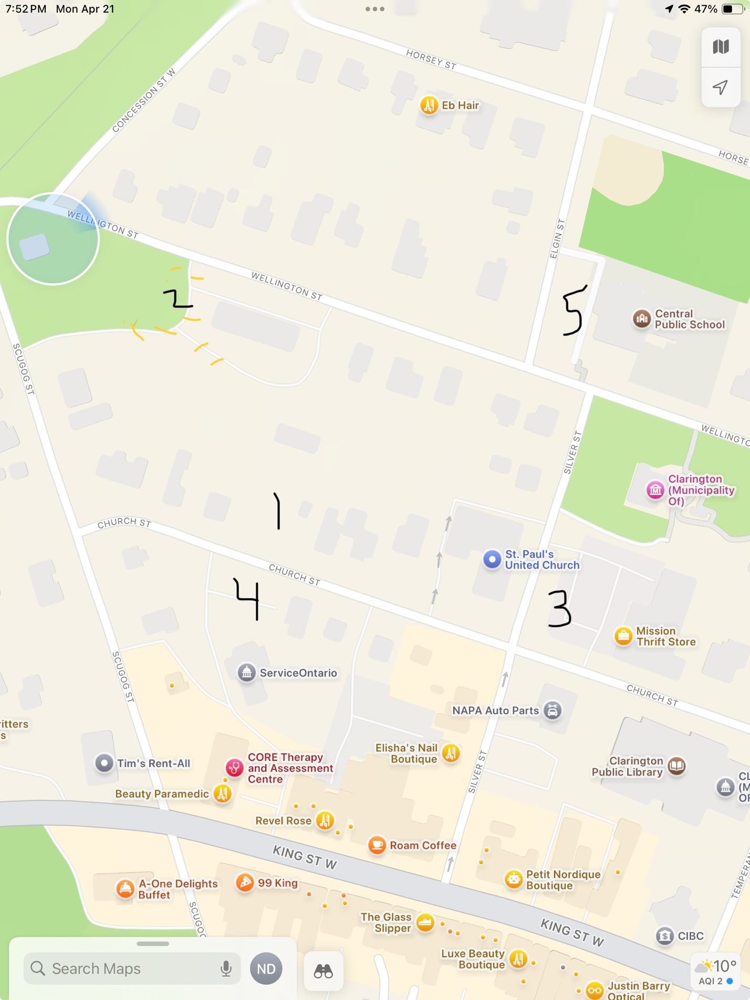 7:52 PM Mon Apr 21
47%
HORSEY ST
CONCESSION ST W
Eb Hair
HORSE
WELLINGTON ST
ELGIN ST
WELLINGTON ST
2
5
Central
Public School
SCUGOG ST
WELLINGTO
SILVER ST
Clarington
(Municipality
Of)
1
CHURCH ST
St. Paul's
United Church
CHURCH ST
4
3
Mission
Thrift Store
SCUGOG ST
ServiceOntario
CHURCH ST
NAPA Auto Parts
ritters
s
Elisha's Nail
Boutique
CORE Therapy
and Assessment
Centre
Tim's Rent-All
Clarington
Public Library
SILVER ST
CL
(M
OF
Beauty Paramedic
Revel Rose
Roam Coffee
KING ST W
Petit Nordique
Boutique
TEMPERAN
A-One Delights
Buffet
99 King
SCUGOG
The Glass
Slipper
KING ST W
CIBC
Luxe Beauty
Boutique
Search Maps
ND
10°
AQI 2
Justin Barry
Optical